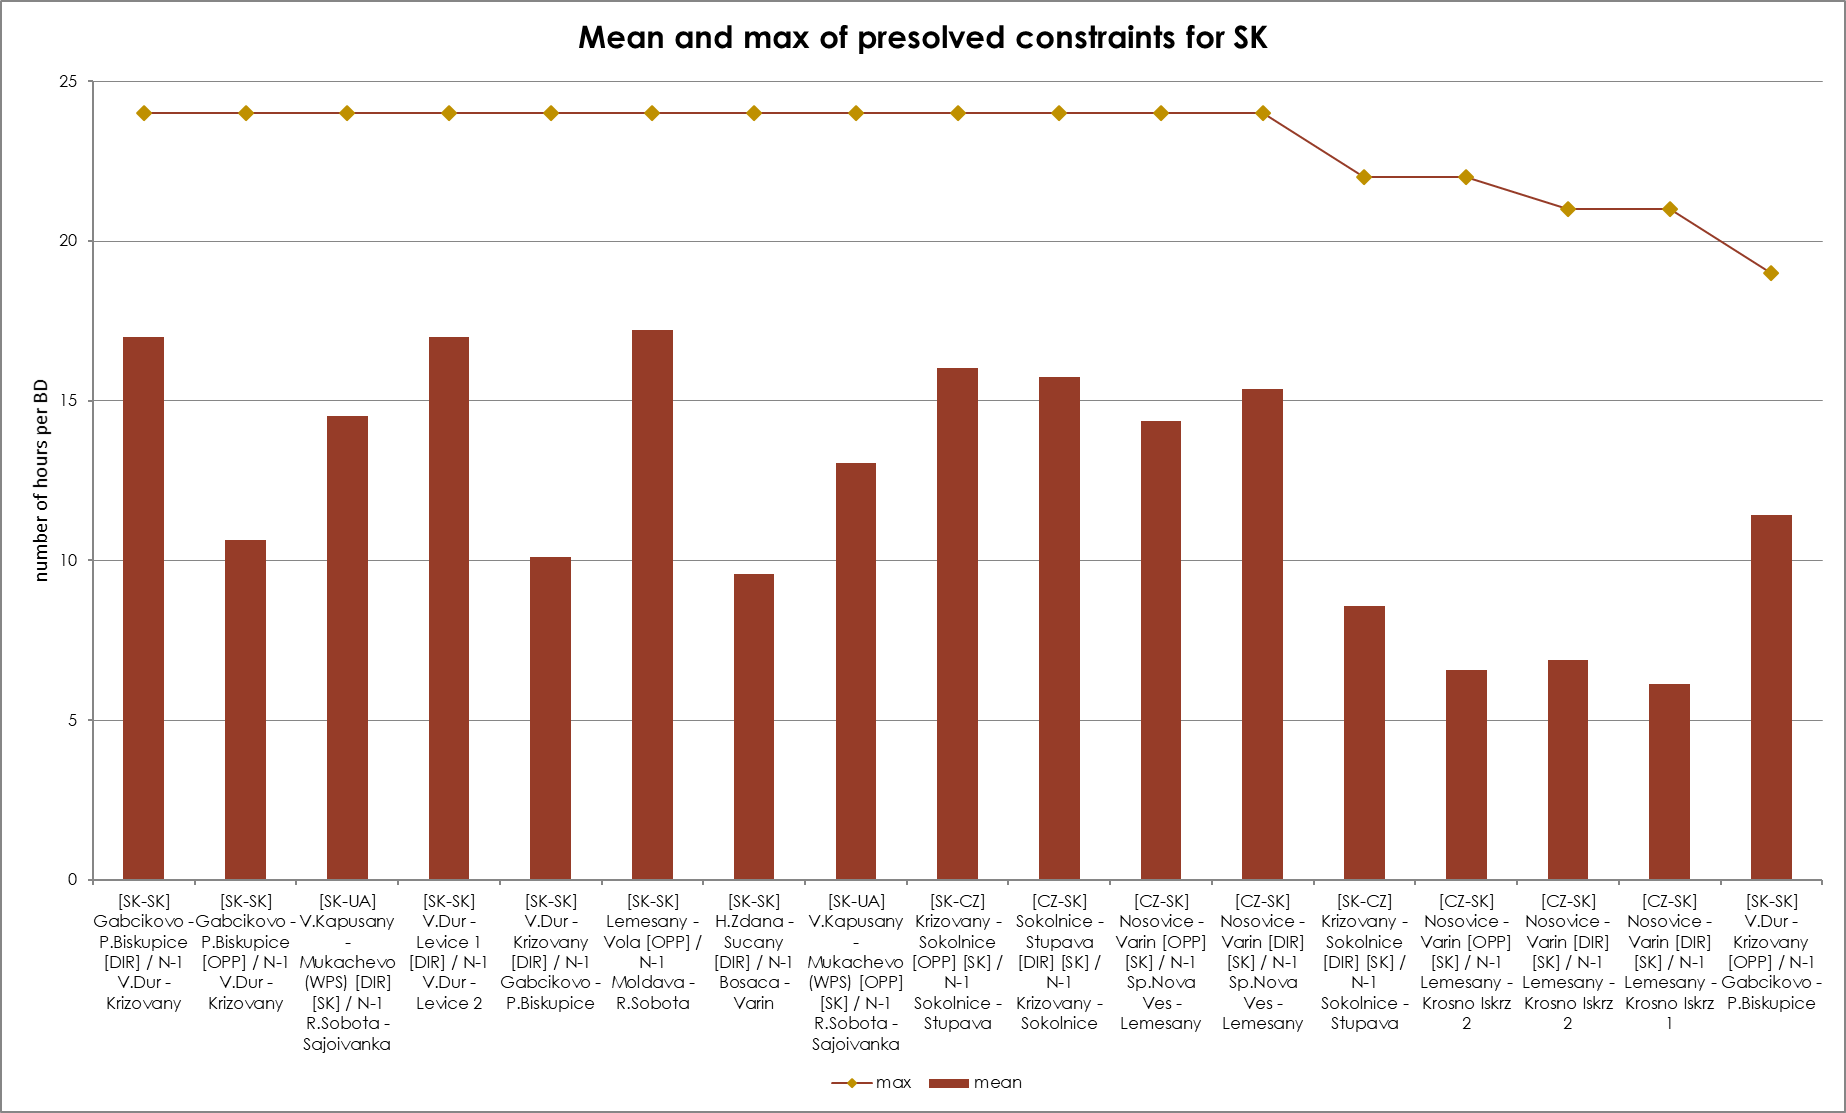 Mean and max of presolved constraints for SK
25
20
15
10
5
0
number of hours per BD
[SK-SK]
Gabcikovo -
P.Biskupice
[DIR] / N-1
V.Dur -
Krizovany
[SK-SK]
Gabcikovo -
P.Biskupice
[OPP] / N-1
V.Dur -
Krizovany
[SK-UA]
V.Kapusany
-
Mukachevo
(WPS) [DIR]
[SK] / N-1
R.Sobota -
Sajoivanka
[SK-SK]
V.Dur -
Levice 1
[DIR] / N-1
V.Dur -
Levice 2
[SK-SK]
V.Dur -
Krizovany
[DIR] / N-1
Gabcikovo -
P.Biskupice
[SK-SK]
Lemesany -
Vola [OPP] /
N-1
Moldava -
R.Sobota
[SK-SK]
H.Zdana -
Sucany
[DIR] / N-1
Bosaca -
Varin
[SK-UA]
V.Kapusany
-
Mukachevo
(WPS) [OPP]
[SK] / N-1
R.Sobota -
Sajoivanka
[SK-CZ]
Krizovany -
Sokolnice
[OPP] [SK] /
N-1
Sokolnice -
Stupava
[CZ-SK]
Sokolnice -
Stupava
[DIR] [SK] /
N-1
Krizovany -
Sokolnice
[CZ-SK]
Nosovice -
Varin [OPP]
[SK] / N-1
Sp.Nova
Ves -
Lemesany
[CZ-SK]
Nosovice -
Varin [DIR]
[SK] / N-1
Sp.Nova
Ves -
Lemesany
[SK-CZ]
Krizovany -
Sokolnice
[DIR] [SK] /
N-1
Sokolnice -
Stupava
[CZ-SK]
Nosovice -
Varin [OPP]
[SK] / N-1
Lemesany -
Krosno Iskrz
2
[CZ-SK]
Nosovice -
Varin [DIR]
[SK] / N-1
Lemesany -
Krosno Iskrz
2
[CZ-SK]
Nosovice -
Varin [DIR]
[SK] / N-1
Lemesany -
Krosno Iskrz
1
[SK-SK]
V.Dur -
Krizovany
[OPP] / N-1
Gabcikovo -
P.Biskupice
max
mean